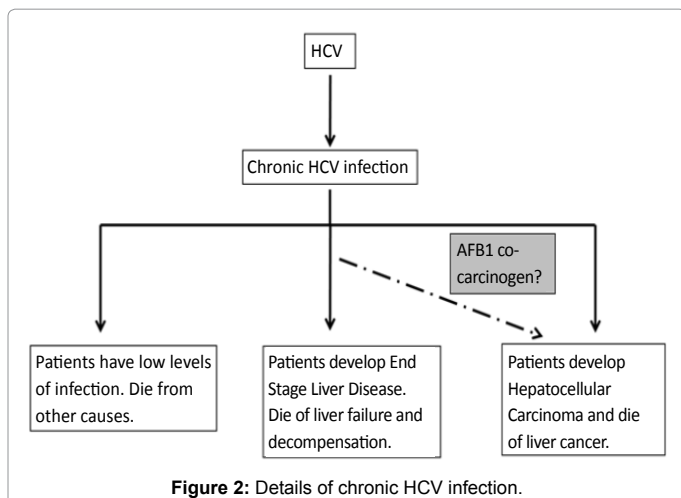 HCV
Chronic HCV infection
AFB1 co-
carcinogen?
Patients have low levels
of infection. Die from
other causes.
Patients develop End
Stage Liver Disease.
Die of liver failure and
decompensation.
Patients develop
Hepatocellular
Carcinoma and die
of liver cancer.
Figure 2: Details of chronic HCV infection.